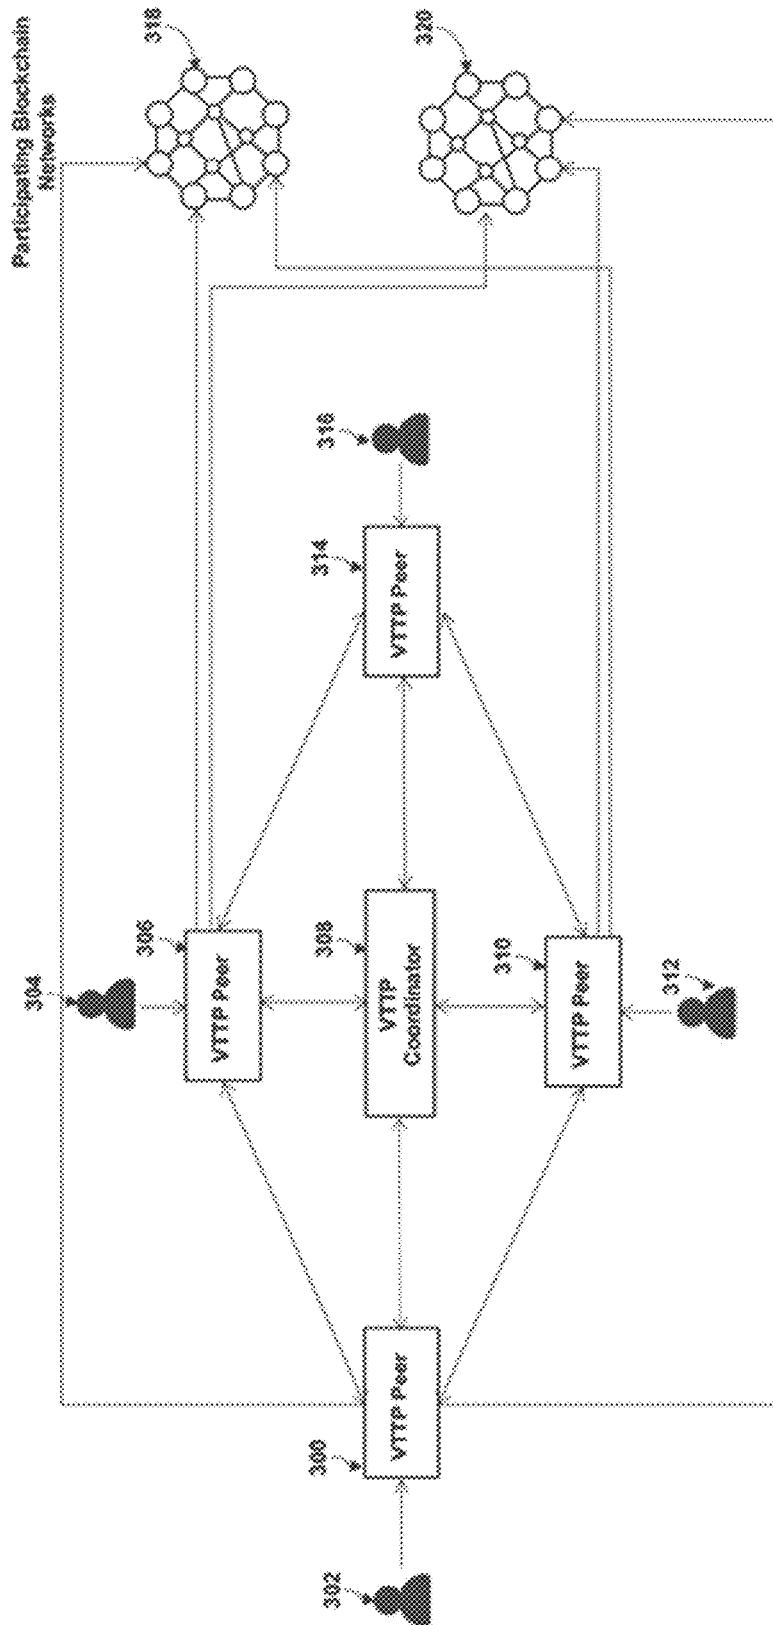 Participating Blockchain
Networks
318
320
316
314
VTTP Peer
304
306
VTTP Peer
308
VTTP
Coordinator
310
VTTP Peer
312
300
VTTP Peer
302